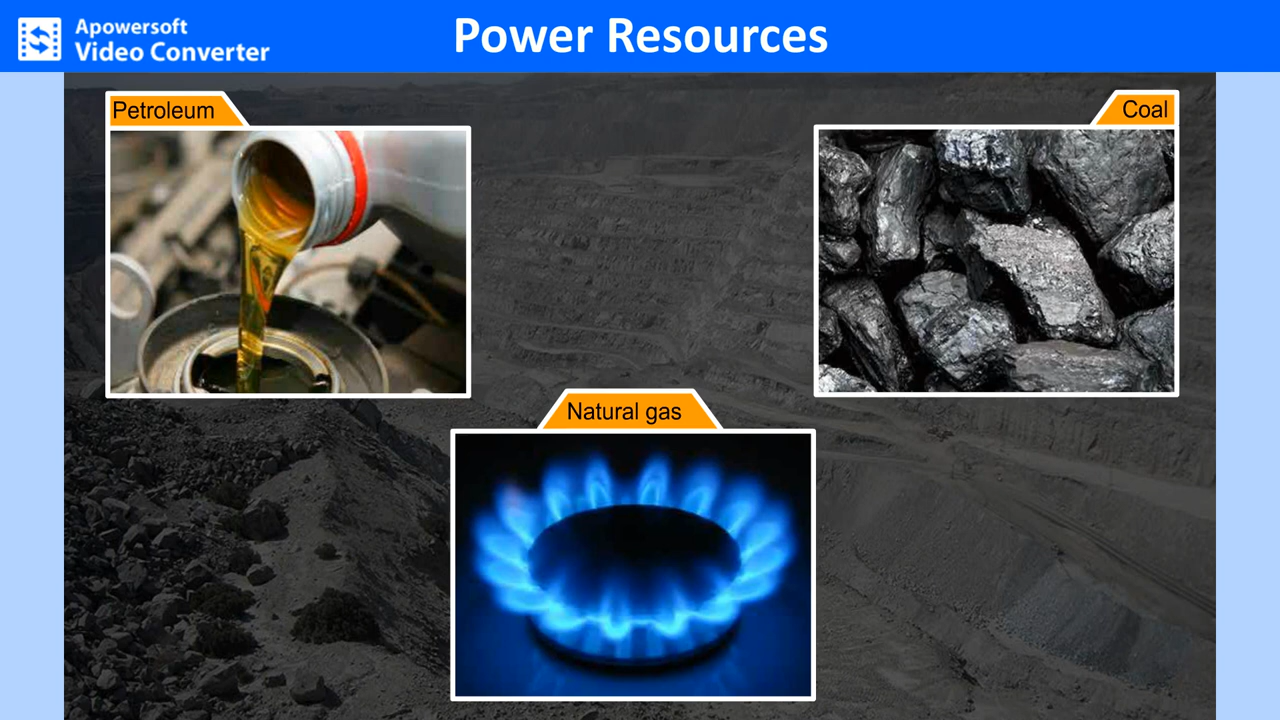 Apowersoft
Video Converter
Power Resources
Petroleum
Coal
Natural gas